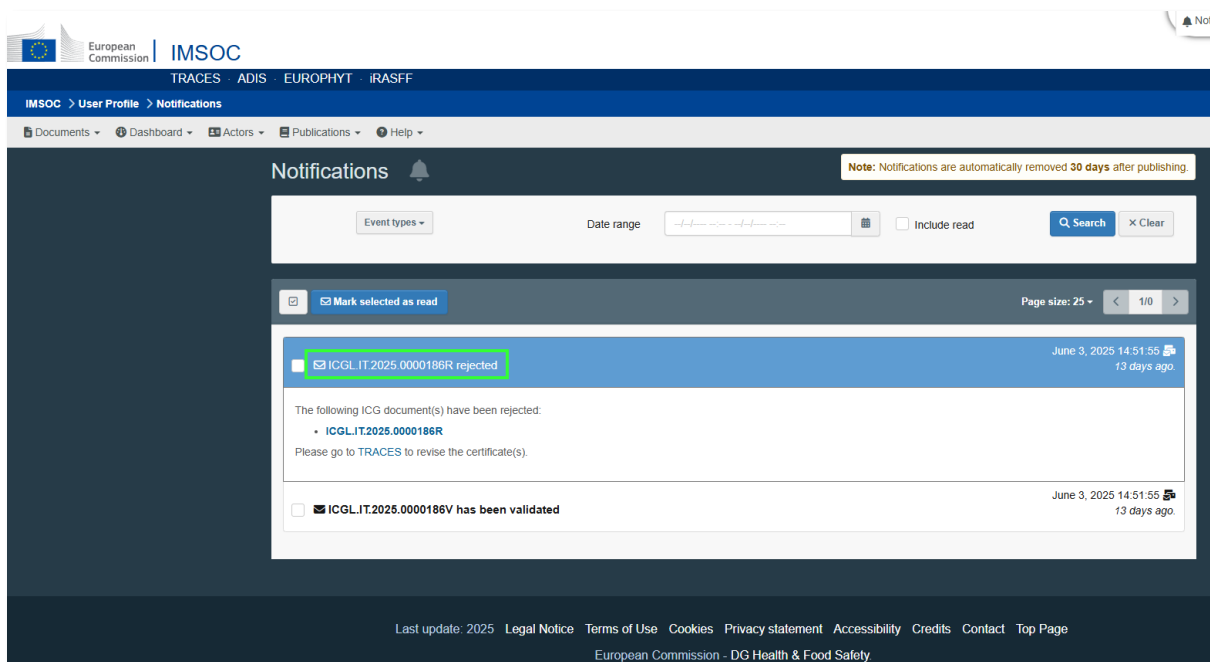 Not
European
Commission
IMSOC
TRACES · ADIS · EUROPHYT · iRASFF
IMSOC > User Profile > Notifications
Documents Dashboard Actors Publications Help
Notifications
Note: Notifications are automatically removed 30 days after publishing.
Event types
Date range
--/--/---- --:-- - --/--/---- --:--
Include read
Search
Clear
Mark selected as read
Page size: 25
< 1/0 >
ICGL.IT.2025.0000186R rejected
June 3, 2025 14:51:55
13 days ago.
The following ICG document(s) have been rejected:
• ICGL.IT.2025.0000186R
Please go to TRACES to revise the certificate(s).
ICGL.IT.2025.0000186V has been validated
June 3, 2025 14:51:55
13 days ago.
Last update: 2025 Legal Notice Terms of Use Cookies Privacy statement Accessibility Credits Contact Top Page
European Commission - DG Health & Food Safety.